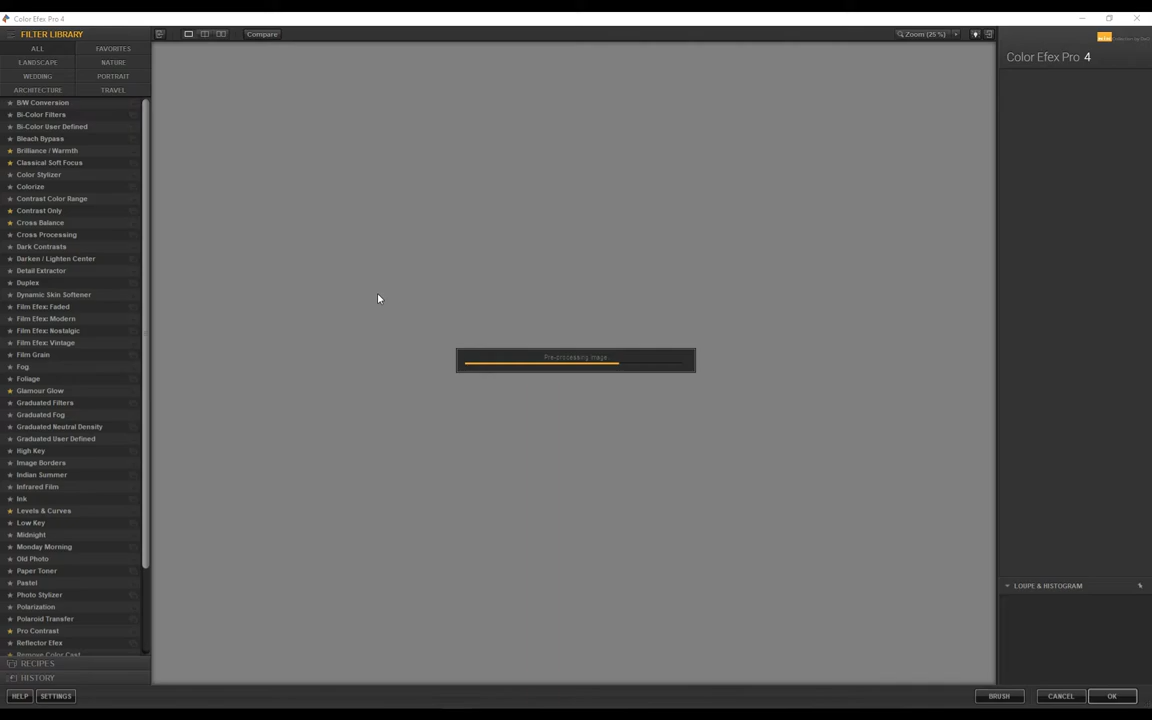 Color Efex Pro 4
FILTER LIBRARY
Compare
Zoom (25 %)
Color Efex Pro 4
ALL
FAVORITES
LANDSCAPE
NATURE
WEDDING
PORTRAIT
ARCHITECTURE
TRAVEL
B/W Conversion
Bi-Color Filters
Bi-Color User Defined
Bleach Bypass
Brilliance / Warmth
Classical Soft Focus
Color Stylizer
Colorize
Contrast Color Range
Contrast Only
Cross Balance
Cross Processing
Dark Contrasts
Darken / Lighten Center
Detail Extractor
Duplex
Dynamic Skin Softener
Film Efex: Faded
Film Efex: Modern
Film Efex: Nostalgic
Film Efex: Vintage
Film Grain
Fog
Foliage
Glamour Glow
Graduated Filters
Graduated Fog
Graduated Neutral Density
Graduated User Defined
High Key
Image Borders
Indian Summer
Infrared Film
Ink
Levels & Curves
Low Key
Midnight
Monday Morning
Old Photo
Paper Toner
Pastel
Photo Stylizer
Polarization
Polaroid Transfer
Pro Contrast
Reflector Efex
Remove Color Cast
RECIPES
HISTORY
HELP
SETTINGS
Pre-processing image...
LOUPE & HISTOGRAM
BRUSH
CANCEL
OK